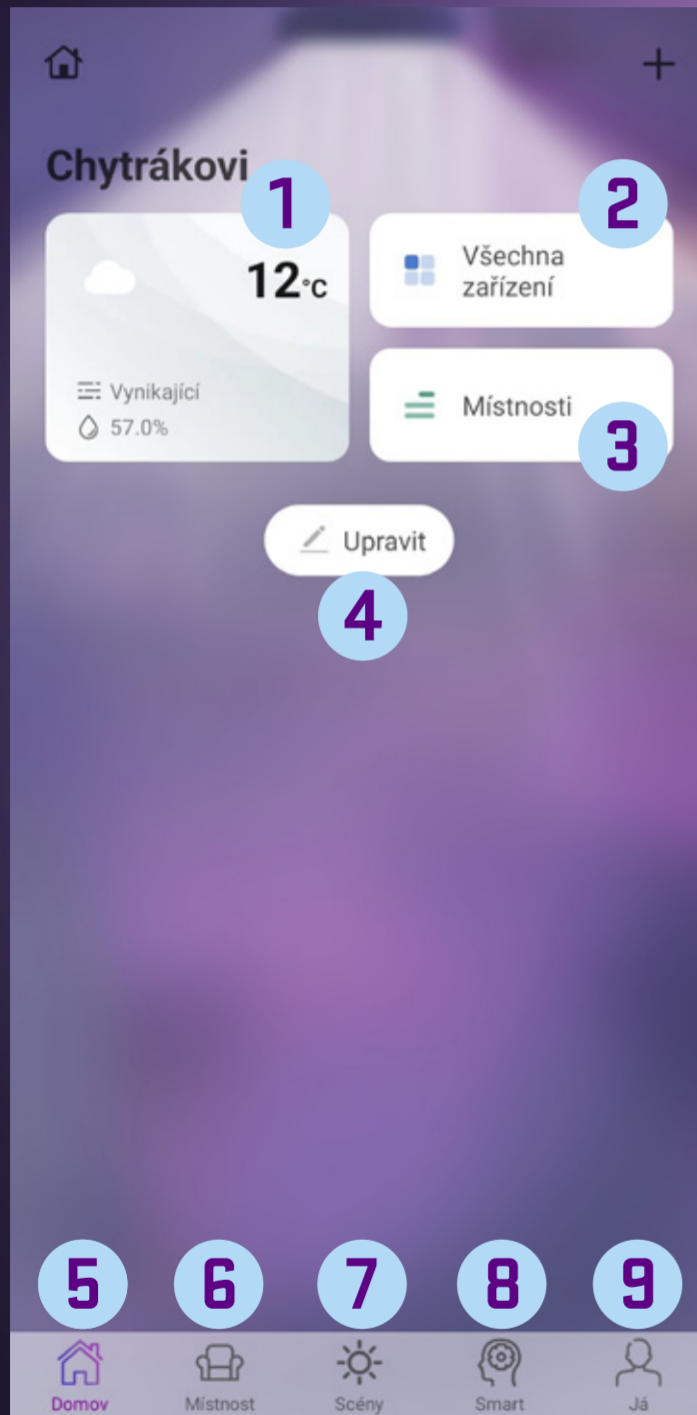 Chytrákovi
1
2
12°C
Všechna
zařízení
Vynikající
57.0%
Místnosti
3
Upravit
4
5
6
7
8
9
Domov
Místnost
Scény
Smart
Já